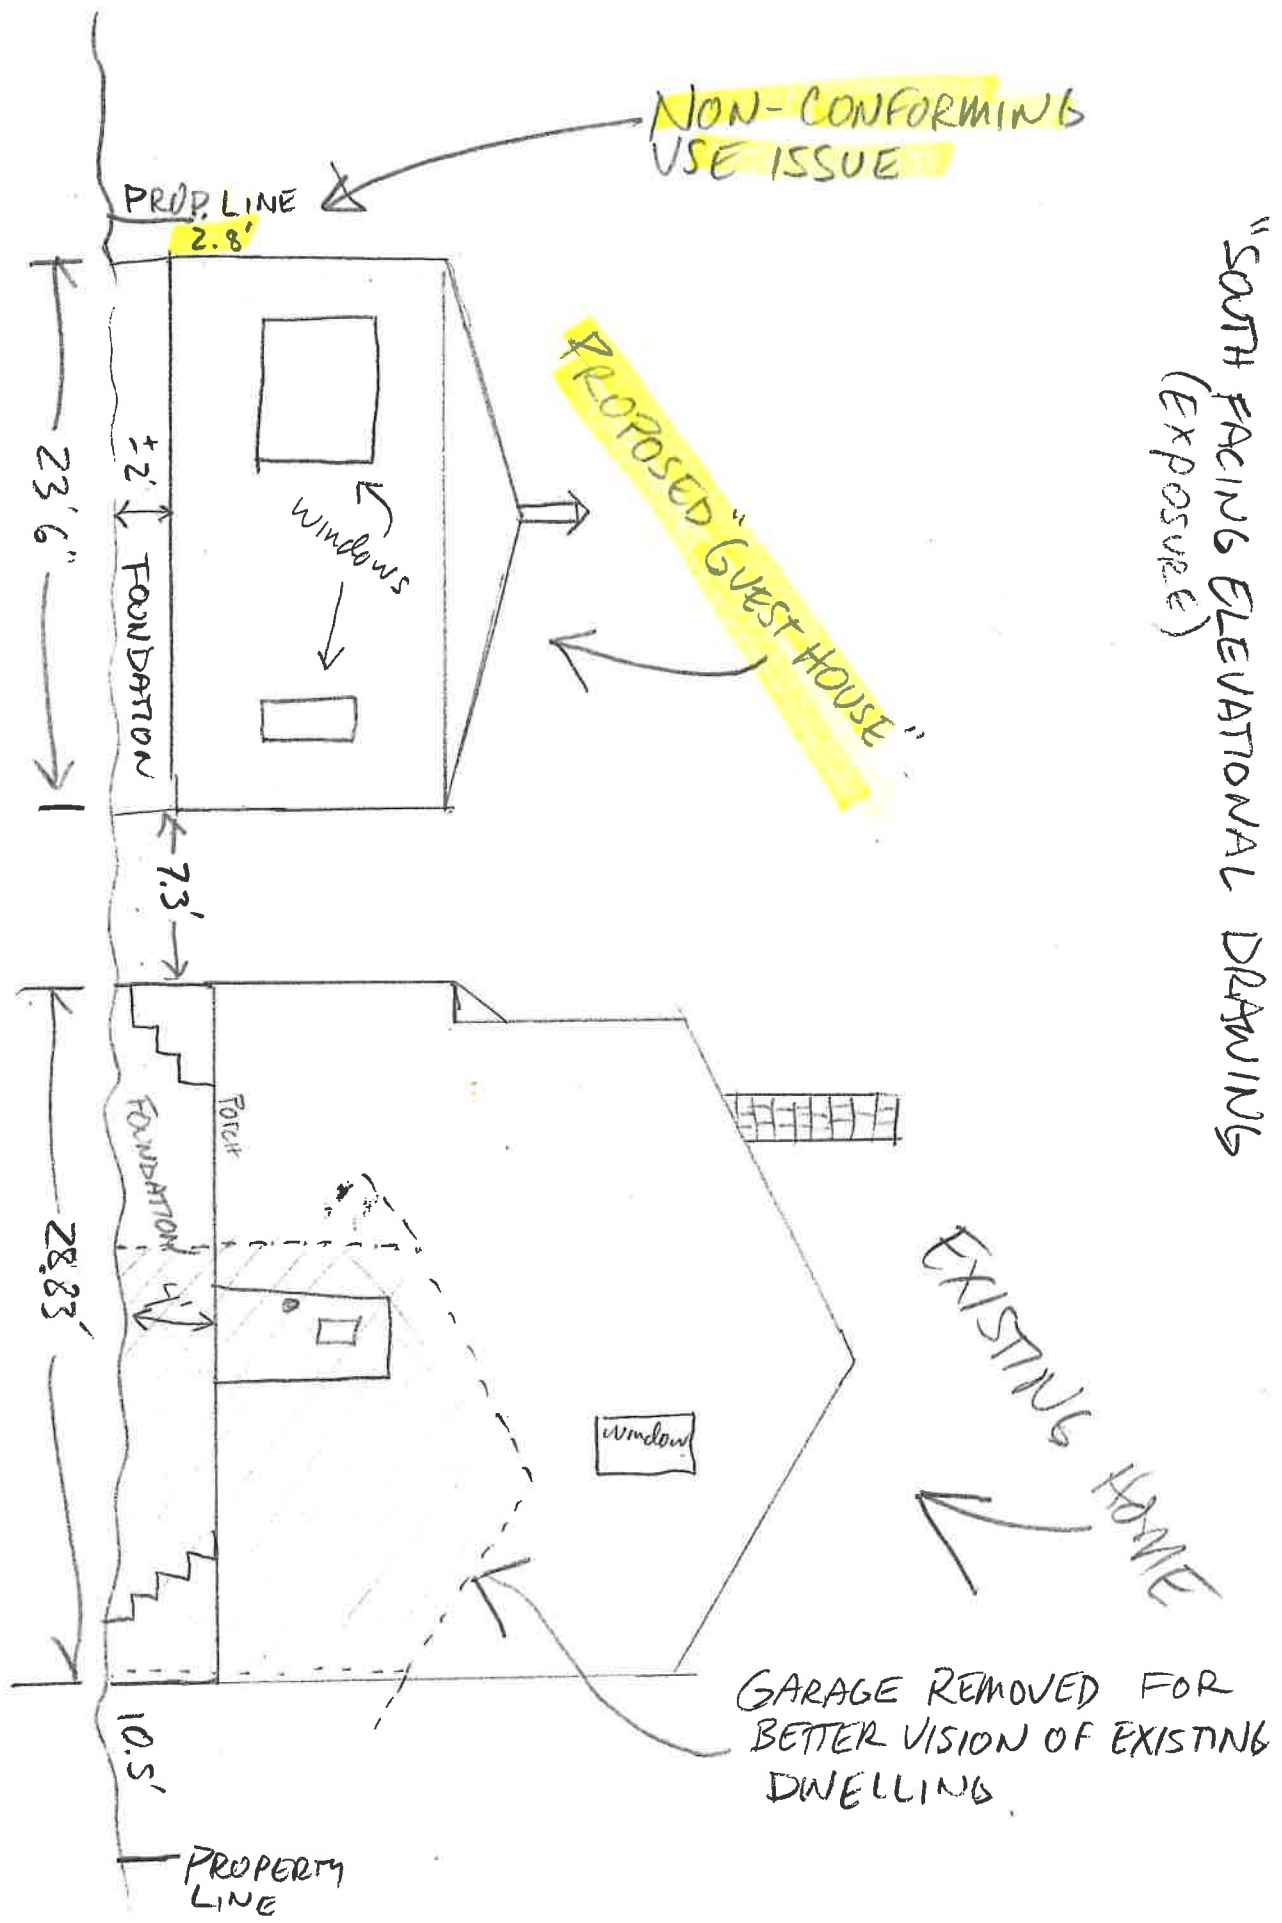 "SOUTH FACING ELEVATIONAL DRAWING
(EXPOSURE)
NON-CONFORMING
USE ISSUE
PROP. LINE
2.8'
PROPOSED "GUEST HOUSE"
WINDOWS
±2'
FOUNDATION
23'6"
7.3'
EXISTING HOME
PORCH
FOUNDATION
4'
Window
28.83'
GARAGE REMOVED FOR
BETTER VISION OF EXISTING
DWELLING.
10.5'
PROPERTY
LINE